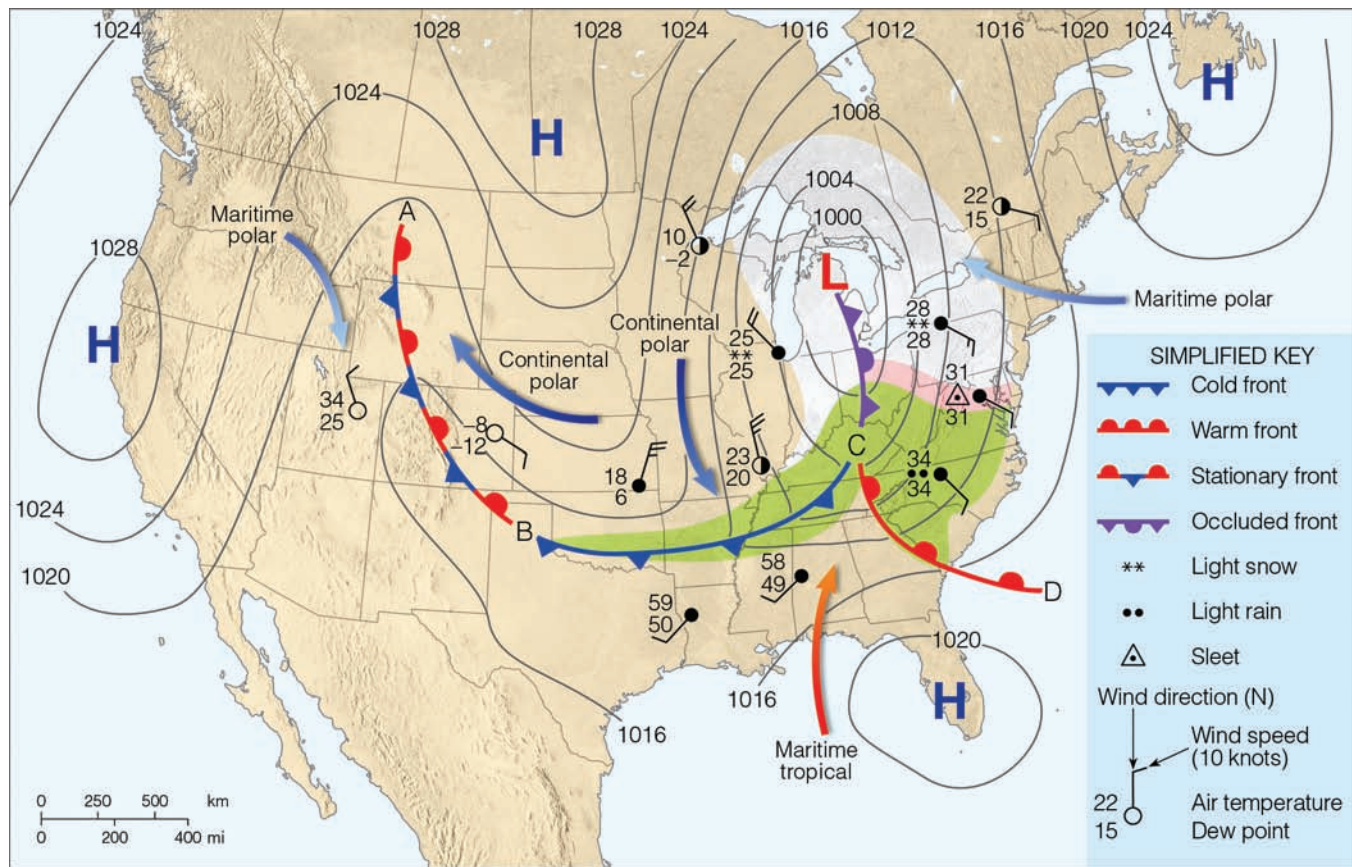 1024
1028
1028
1024
1016
1012
1016
1020
1024
H
1024
H
1008
1004
1000
A
Maritime
polar
22
15
10
-2
L
1028
H
Maritime polar
Continental
polar
Continental
polar
25
**
25
28
**
28
31
31
34
25
-8
-12
C
23
20
18
6
34
34
B
1024
1020
58
49
59
50
D
1020
H
1016
1016
Maritime
tropical
0 250 500 km
0 200 400 mi
SIMPLIFIED KEY
Cold front
Warm front
Stationary front
Occluded front
** Light snow
•• Light rain
Sleet
Wind direction (N)
Wind speed
(10 knots)
22 Air temperature
15 Dew point